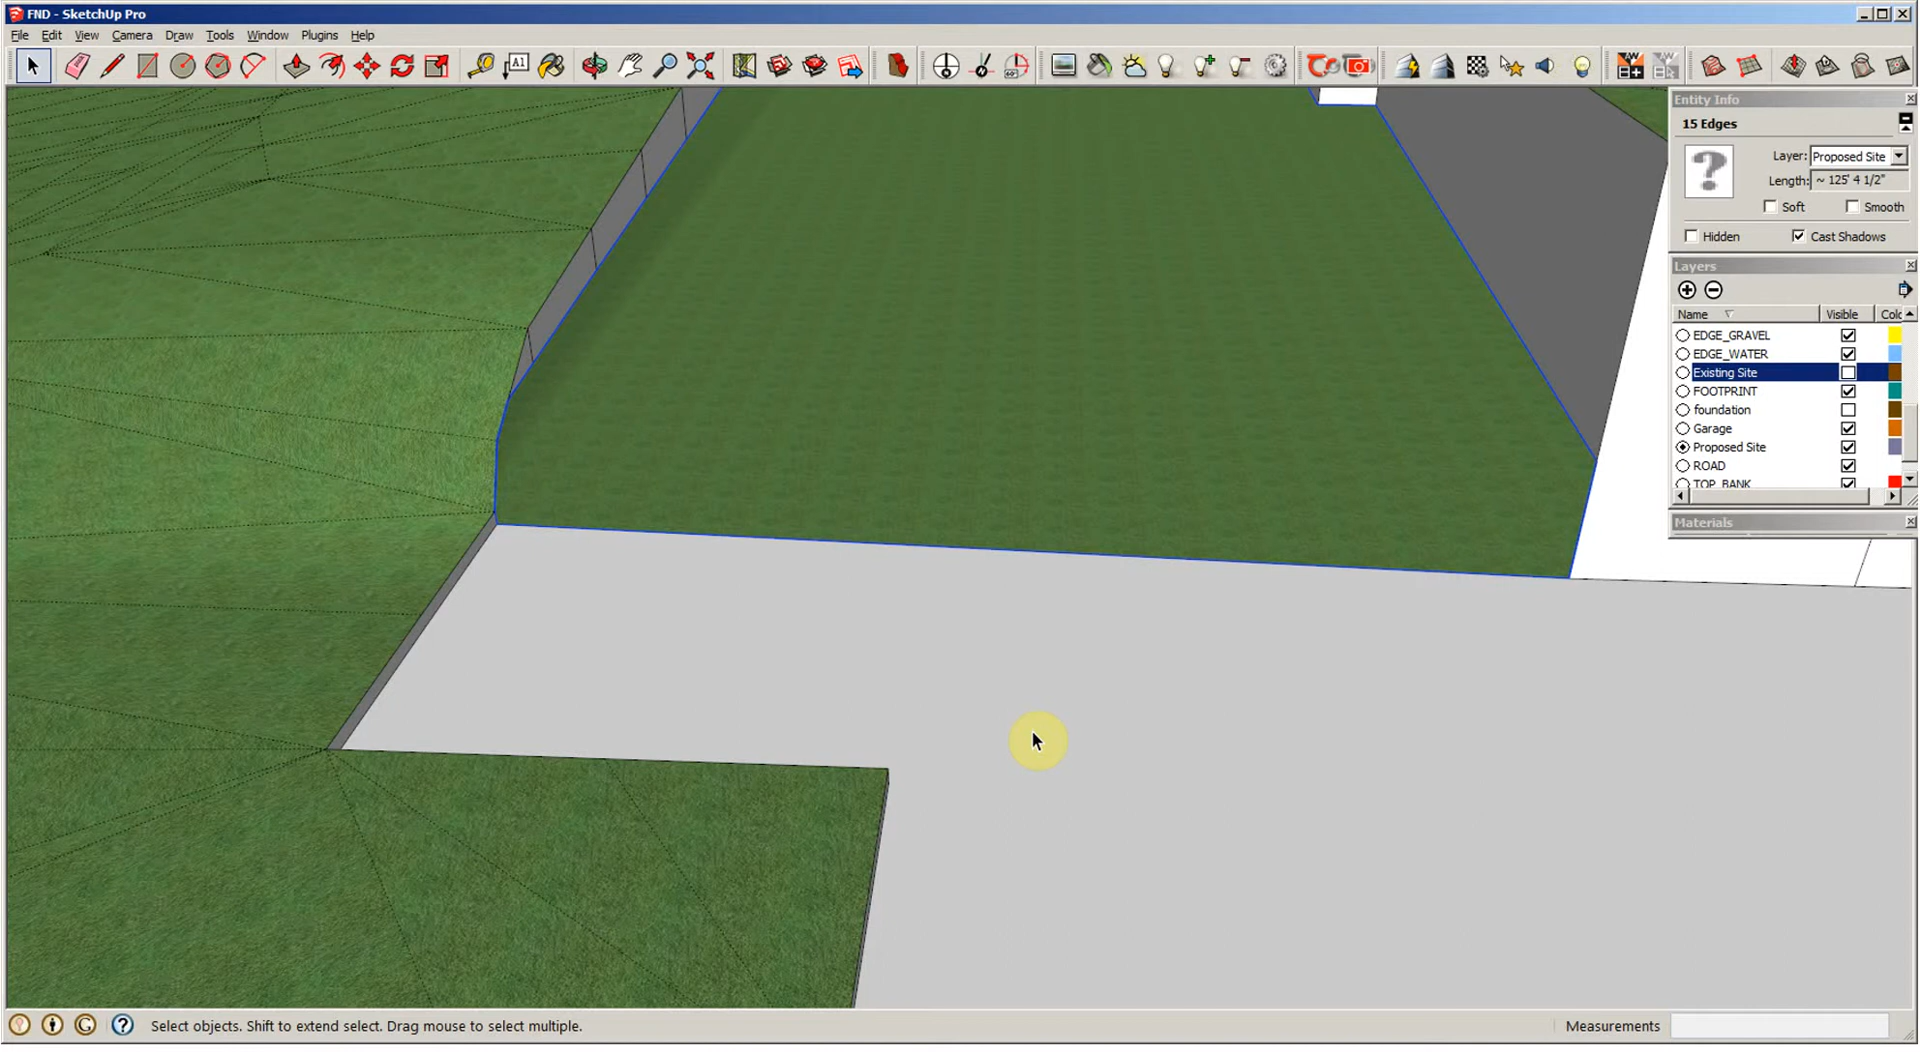 FND - SketchUp Pro
File Edit View Camera Draw Tools Window Plugins Help
A1
Entity Info
15 Edges
Layer: Proposed Site
Length: ~ 125' 4 1/2"
Soft Smooth
Hidden Cast Shadows
Layers
Name Visible Colo
EDGE_GRAVEL
EDGE_WATER
Existing Site
FOOTPRINT
foundation
Garage
Proposed Site
ROAD
TOP_BANK
Materials
Select objects. Shift to extend select. Drag mouse to select multiple.
Measurements